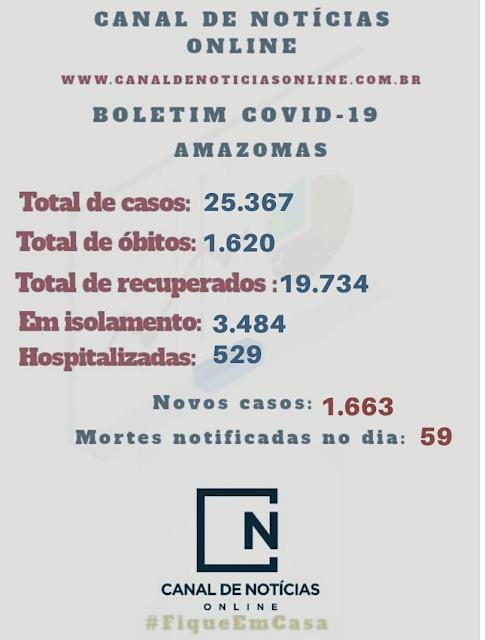 CANAL DE NOTÍCIAS
ONLINE
WWW.CANALDENOTICIASONLINE.COM.BR
BOLETIM COVID-19
AMAZOMAS
Total de casos: 25.367
Total de óbitos: 1.620
Total de recuperados : 19.734
Em isolamento: 3.484
Hospitalizadas: 529
Novos casos: 1.663
Mortes notificadas no dia: 59
N
CANAL DE NOTÍCIAS
ONLINE
#FiqueEmCasa